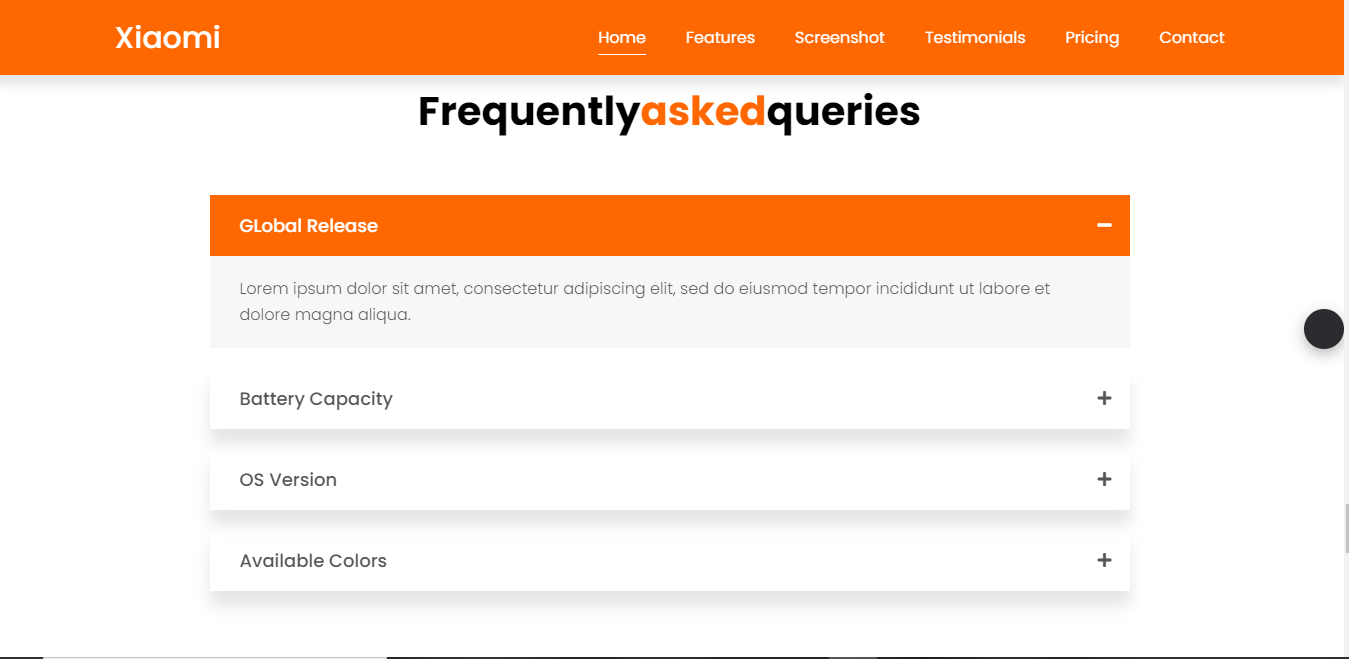 Xiaomi
Home Features Screenshot Testimonials Pricing Contact
Frequentlyaskedqueries
GLobal Release
Lorem ipsum dolor sit amet, consectetur adipiscing elit, sed do eiusmod tempor incididunt ut labore et
dolore magna aliqua.
Battery Capacity
OS Version
Available Colors